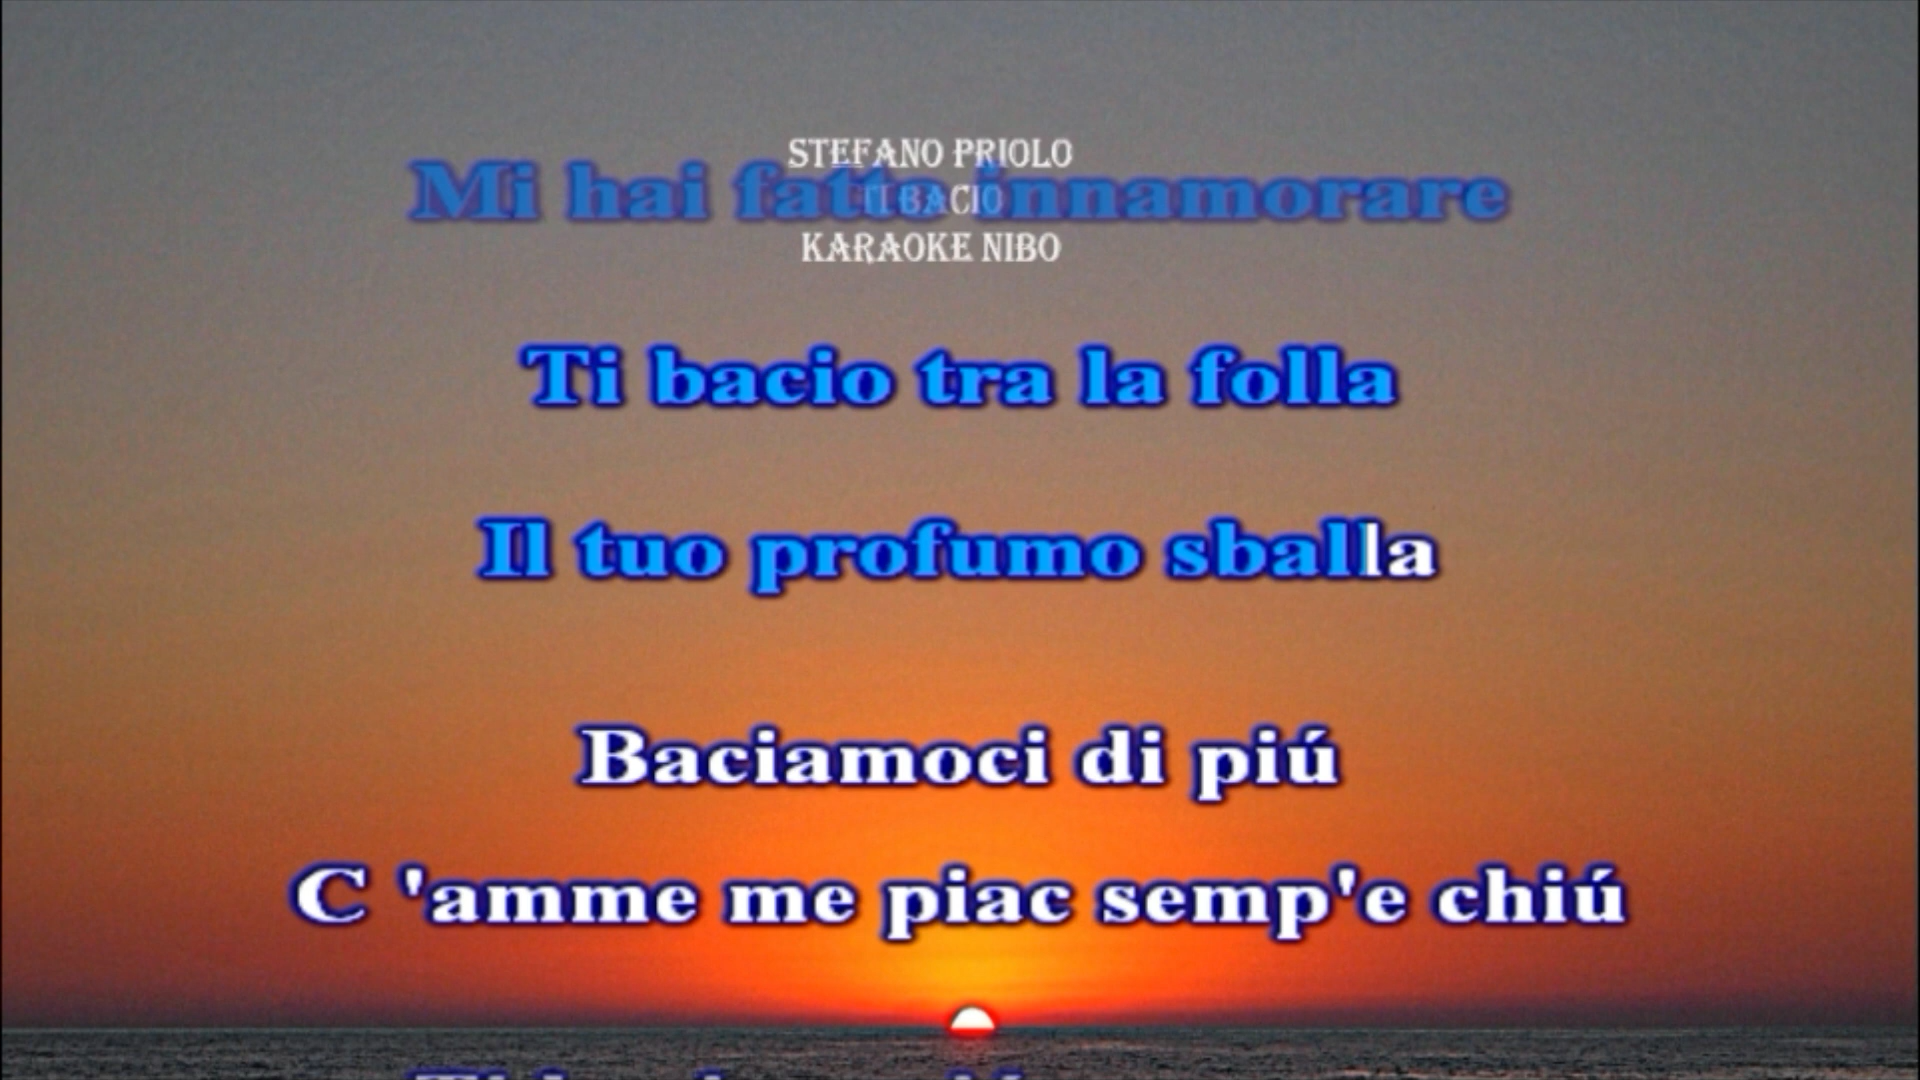 STEFANO PRIOLO
Mi hai fatto innamorare
TI BACIO
KARAOKE NIBO
Ti bacio tra la folla
Il tuo profumo sballa
Baciamoci di piú
C 'amme me piac semp'e chiú